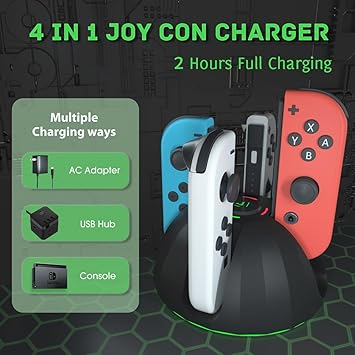 4 IN 1 JOY CON CHARGER
2 Hours Full Charging
Multiple
Charging ways
AC Adapter
USB Hub
Console
X
Y
A
B